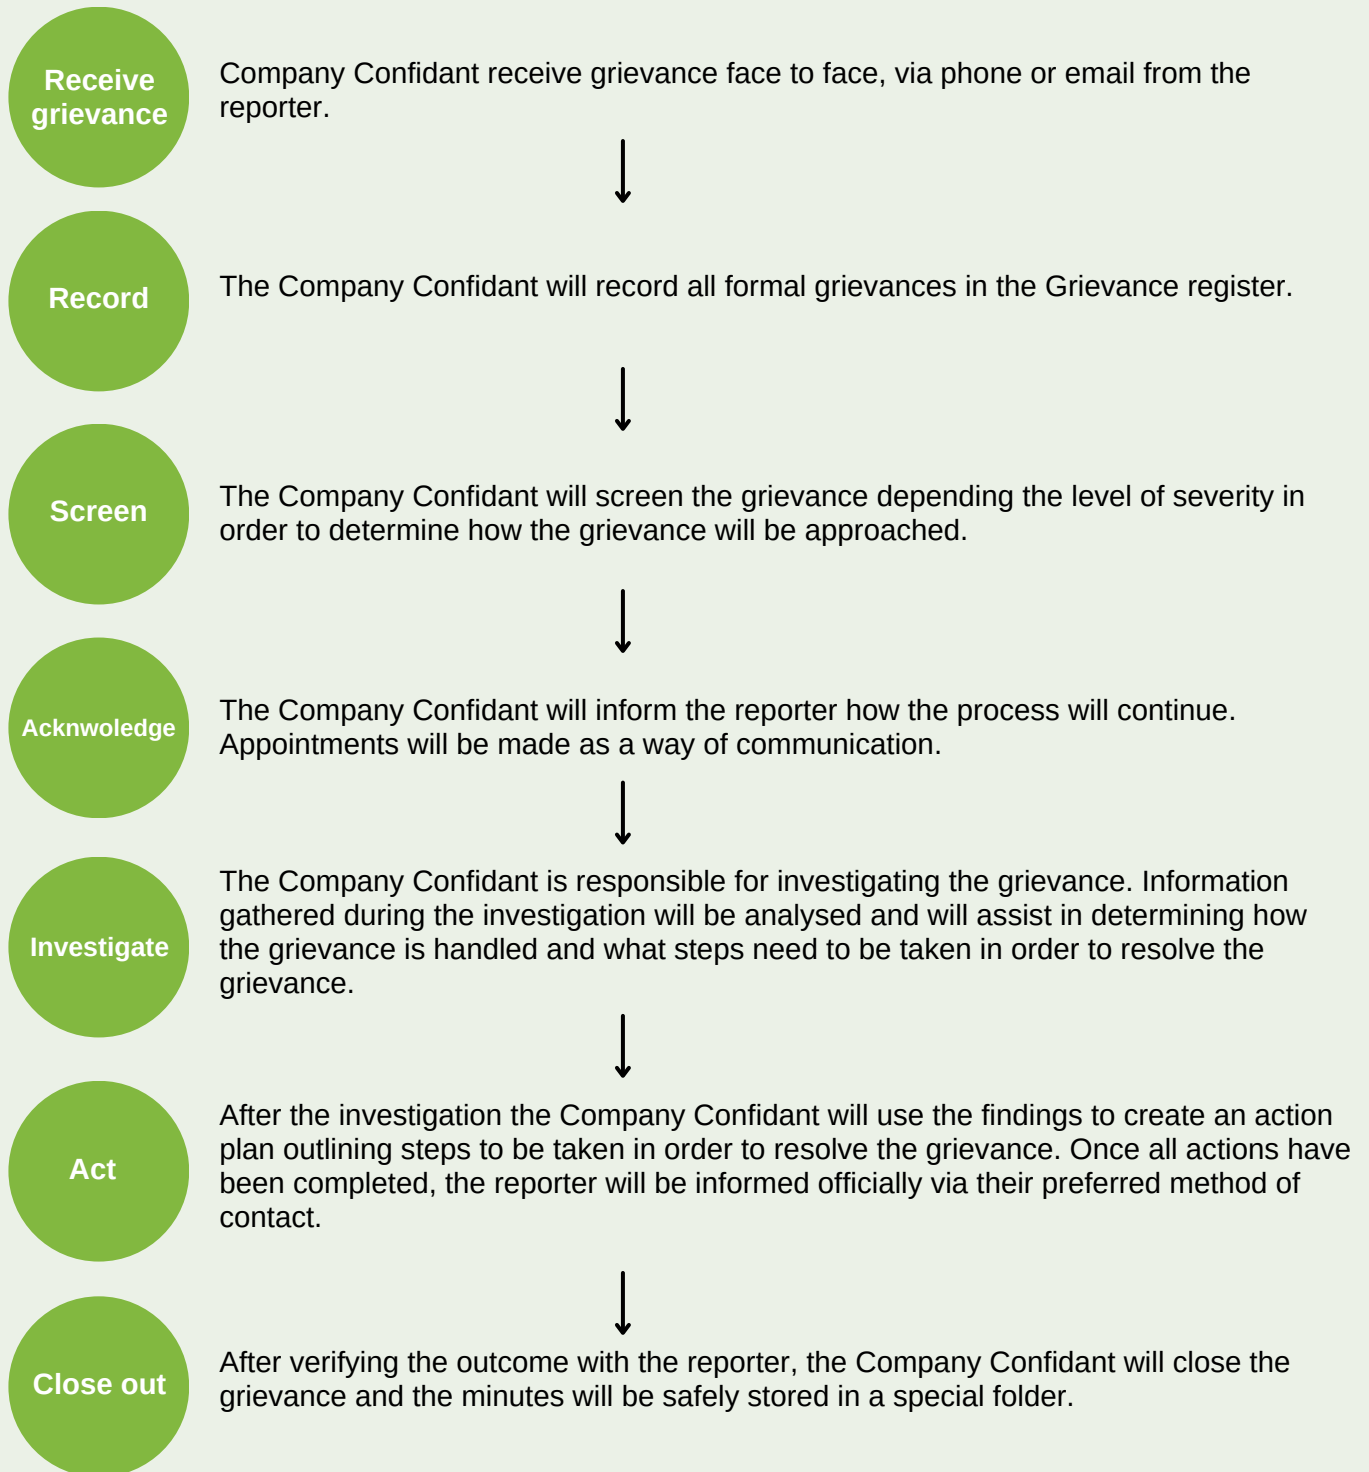 Receive
grievance
Company Confidant receive grievance face to face, via phone or email from the
reporter.
Record
The Company Confidant will record all formal grievances in the Grievance register.
Screen
The Company Confidant will screen the grievance depending the level of severity in
order to determine how the grievance will be approached.
Acknwoledge
The Company Confidant will inform the reporter how the process will continue.
Appointments will be made as a way of communication.
Investigate
The Company Confidant is responsible for investigating the grievance. Information
gathered during the investigation will be analysed and will assist in determining how
the grievance is handled and what steps need to be taken in order to resolve the
grievance.
Act
After the investigation the Company Confidant will use the findings to create an action
plan outlining steps to be taken in order to resolve the grievance. Once all actions have
been completed, the reporter will be informed officially via their preferred method of
contact.
Close out
After verifying the outcome with the reporter, the Company Confidant will close the
grievance and the minutes will be safely stored in a special folder.